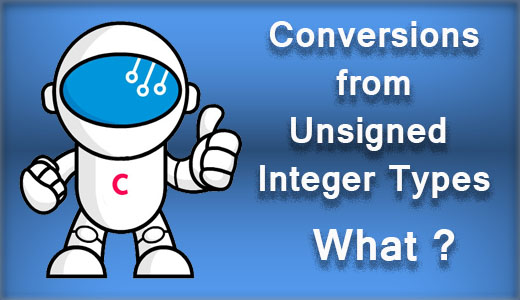 Conversions
from
Unsigned
Integer Types
What ?
C